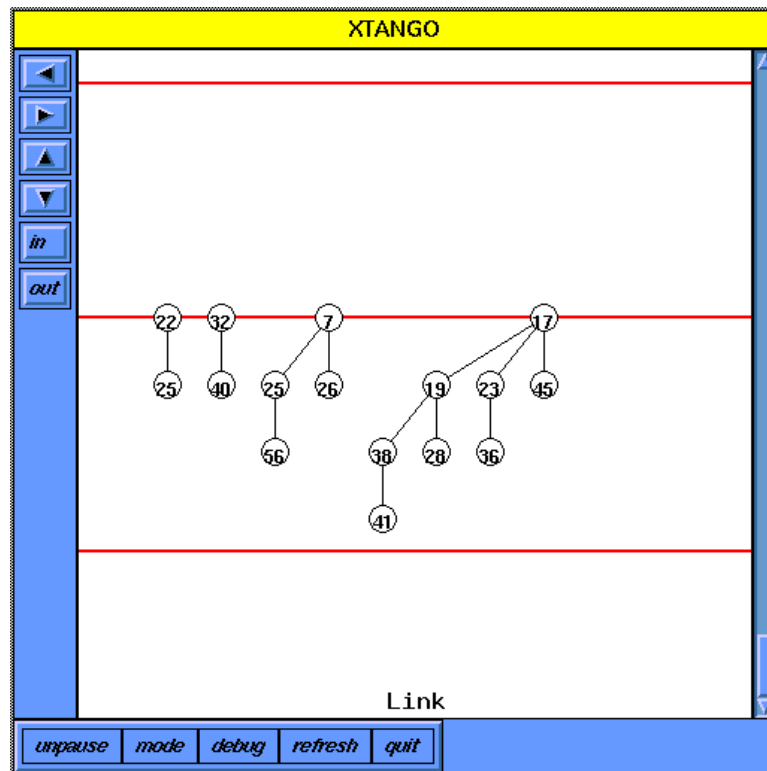 XTANGO
in
out
22 32 7 17
25 40 25 26 19 23 45
56 38 28 36
41
Link
unpause mode debug refresh quit